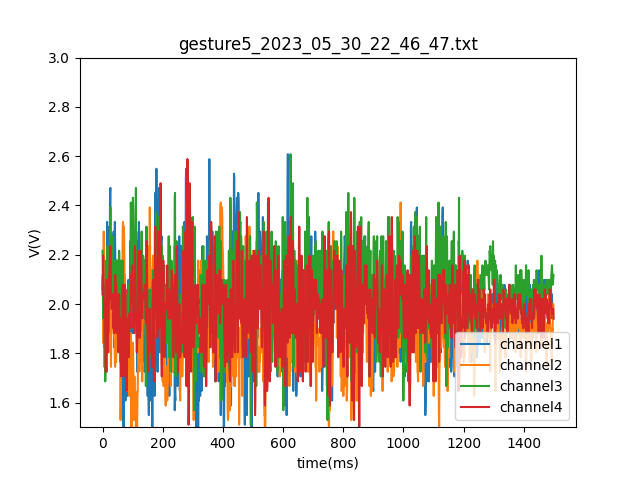 gesture5_2023_05_30_22_46_47.txt
V(V)
3.0
2.8
2.6
2.4
2.2
2.0
1.8
1.6
channel1
channel2
channel3
channel4
0 200 400 600 800 1000 1200 1400
time(ms)